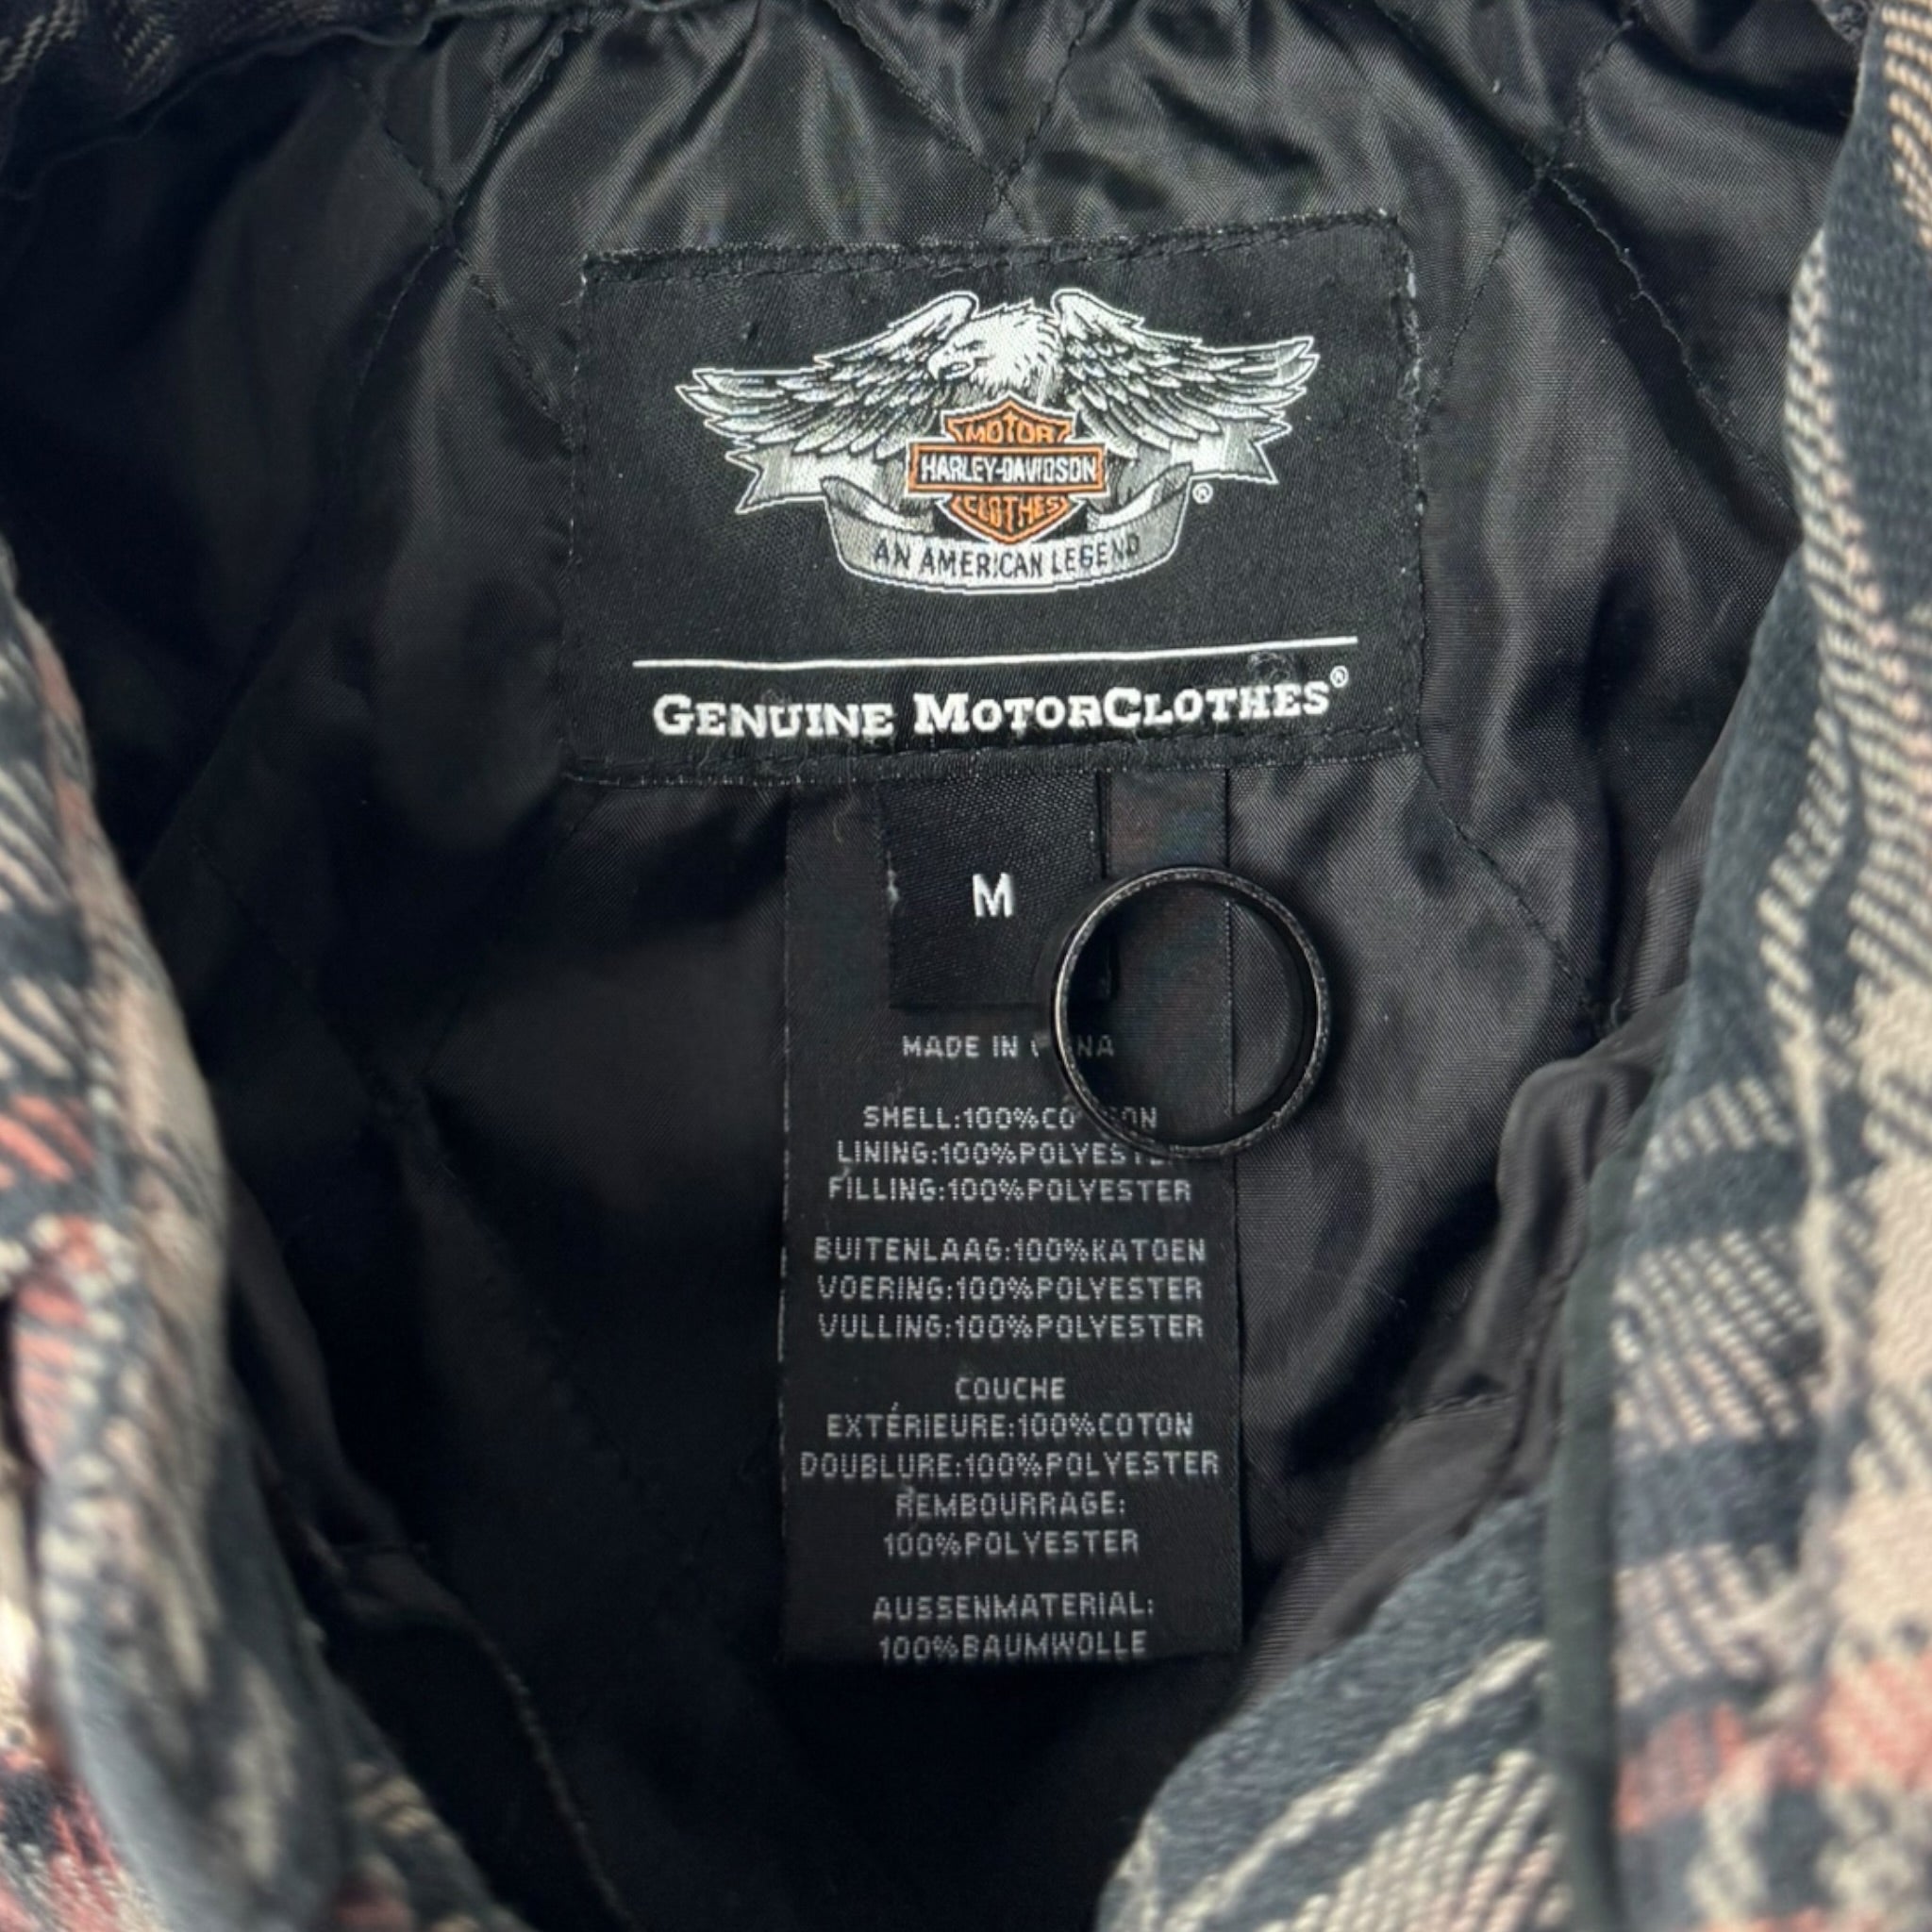 MOTOR
HARLEY-DAVIDSON
CLOTHES
®
AN AMERICAN LEGEND
GENUINE MOTORCLOTHES®
M
MADE IN
SHELL:100%
LINING:100%
FILLING:100%POLYESTER
BUITENLAAG:100%KATOEN
VOERING:100%POLYESTER
VULLING:100%POLYESTER
COUCHE
EXTÉRIEURE:100%COTON
DOUBLURE:100%POLYESTER
REMBOURRAGE:
100%POLYESTER
AUSSENMATERIAL:
100%BAUMWOLLE